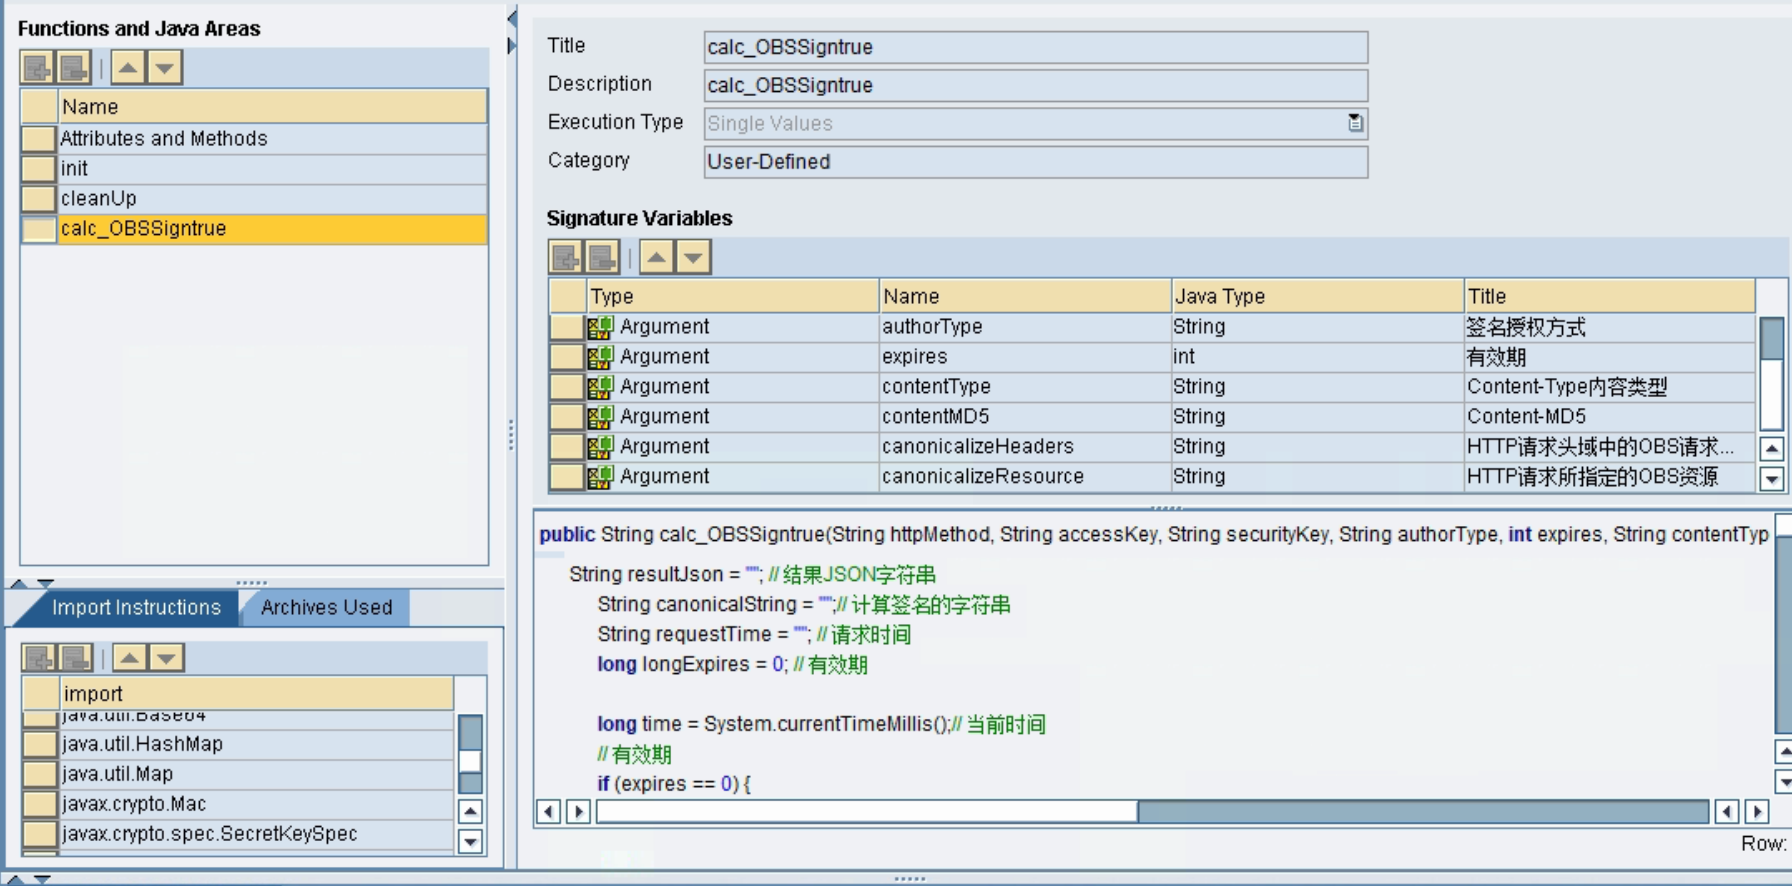 Functions and Java Areas
Name
Attributes and Methods
init
cleanUp
calc_OBSSigntrue
Import Instructions
Archives Used
import
java.util.Base64
java.util.HashMap
java.util.Map
javax.crypto.Mac
javax.crypto.spec.SecretKeySpec
Title calc_OBSSigntrue
Description calc_OBSSigntrue
Execution Type Single Values
Category User-Defined
Signature Variables
Type Name Java Type Title
Argument authorType String 签名授权方式
Argument expires int 有效期
Argument contentType String Content-Type内容类型
Argument contentMD5 String Content-MD5
Argument canonicalizeHeaders String HTTP请求头域中的OBS请求...
Argument canonicalizeResource String HTTP请求所指定的OBS资源
public String calc_OBSSigntrue(String httpMethod, String accessKey, String securityKey, String authorType, int expires, String contentTyp
String resultJson = ""; // 结果JSON字符串
String canonicalString = "";// 计算签名的字符串
String requestTime = ""; // 请求时间
long longExpires = 0; // 有效期
long time = System.currentTimeMillis();// 当前时间
// 有效期
if (expires == 0) {
Row: